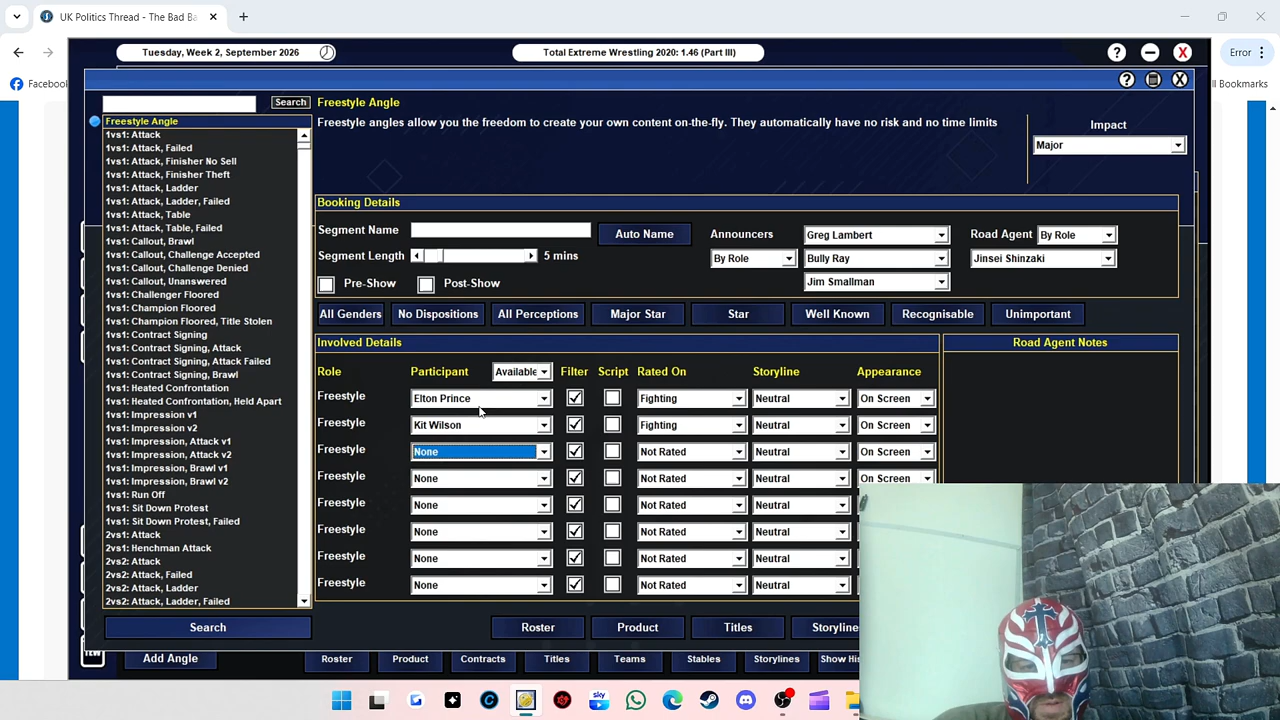 UK Politics Thread - The Bad Ba
Error
Facebook
All Bookmarks
Tuesday, Week 2, September 2026
Total Extreme Wrestling 2020: 1.46 (Part III)
Search
Freestyle Angle
Freestyle angles allow you the freedom to create your own content on-the-fly. They automatically have no risk and no time limits
Impact
Major
Freestyle Angle
1vs1: Attack
1vs1: Attack, Failed
1vs1: Attack, Finisher No Sell
1vs1: Attack, Finisher Theft
1vs1: Attack, Ladder
1vs1: Attack, Ladder, Failed
1vs1: Attack, Table
1vs1: Attack, Table, Failed
1vs1: Callout, Brawl
1vs1: Callout, Challenge Accepted
1vs1: Callout, Challenge Denied
1vs1: Callout, Unanswered
1vs1: Challenger Floored
1vs1: Champion Floored
1vs1: Champion Floored, Title Stolen
1vs1: Contract Signing
1vs1: Contract Signing, Attack
1vs1: Contract Signing, Attack Failed
1vs1: Contract Signing, Brawl
1vs1: Heated Confrontation
1vs1: Heated Confrontation, Held Apart
1vs1: Impression v1
1vs1: Impression v2
1vs1: Impression, Attack v1
1vs1: Impression, Attack v2
1vs1: Impression, Brawl v1
1vs1: Impression, Brawl v2
1vs1: Run Off
1vs1: Sit Down Protest
1vs1: Sit Down Protest, Failed
2vs1: Attack
2vs1: Henchman Attack
2vs2: Attack
2vs2: Attack, Failed
2vs2: Attack, Ladder
2vs2: Attack, Ladder, Failed
Search
Booking Details
Segment Name
Auto Name
Announcers
Greg Lambert
Road Agent
By Role
Segment Length
5 mins
By Role
Bully Ray
Jinsei Shinzaki
Pre-Show
Post-Show
Jim Smallman
All Genders
No Dispositions
All Perceptions
Major Star
Star
Well Known
Recognisable
Unimportant
Involved Details
Road Agent Notes
Role
Participant
Available
Filter
Script
Rated On
Storyline
Appearance
Freestyle
Elton Prince
Fighting
Neutral
On Screen
Freestyle
Kit Wilson
Fighting
Neutral
On Screen
Freestyle
None
Not Rated
Neutral
On Screen
Freestyle
None
Not Rated
Neutral
On Screen
Freestyle
None
Not Rated
Neutral
Freestyle
None
Not Rated
Neutral
Freestyle
None
Not Rated
Neutral
Freestyle
None
Not Rated
Neutral
Roster
Product
Titles
Storyline
TEW
Add Angle
Roster
Product
Contracts
Titles
Teams
Stables
Storylines
Show Hi
sky